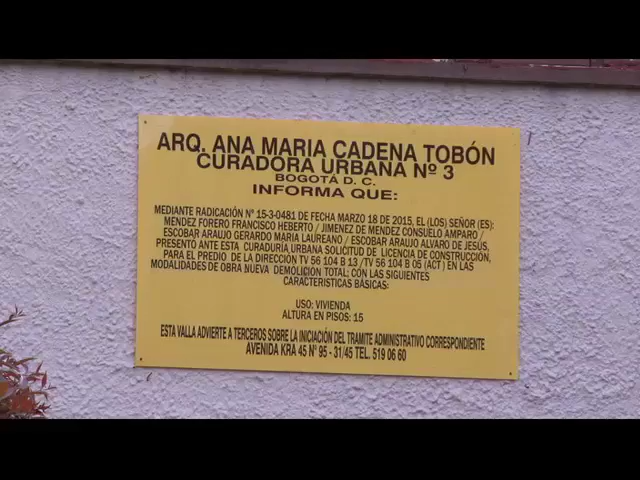 ARQ. ANA MARIA CADENA TOBÓN
CURADORA URBANA Nº 3
BOGOTÁ D. C.
INFORMA QUE:
MEDIANTE RADICACIÓN Nº 15-3-0481 DE FECHA MARZO 18 DE 2015, EL (LOS) SEÑOR (ES):
MENDEZ FORERO FRANCISCO HEBERTO / JIMENEZ DE MENDEZ CONSUELO AMPARO /
ESCOBAR ARAUJO GERARDO MARIA LAUREANO / ESCOBAR ARAUJO ALVARO DE JESÚS,
PRESENTÓ ANTE ESTA CURADURÍA URBANA SOLICITUD DE LICENCIA DE CONSTRUCCIÓN,
PARA EL PREDIO DE LA DIRECCIÓN TV 56 104 B 13 /TV 56 104 B 05 (ACT) EN LAS
MODALIDADES DE OBRA NUEVA DEMOLICIÓN TOTAL; CON LAS SIGUIENTES
CARACTERISTICAS BÁSICAS:
USO: VIVIENDA
ALTURA EN PISOS: 15
ESTA VALLA ADVIERTE A TERCEROS SOBRE LA INICIACIÓN DEL TRAMITE ADMINISTRATIVO CORRESPONDIENTE
AVENIDA KRA 45 Nº 95 - 31/45 TEL. 519 06 60